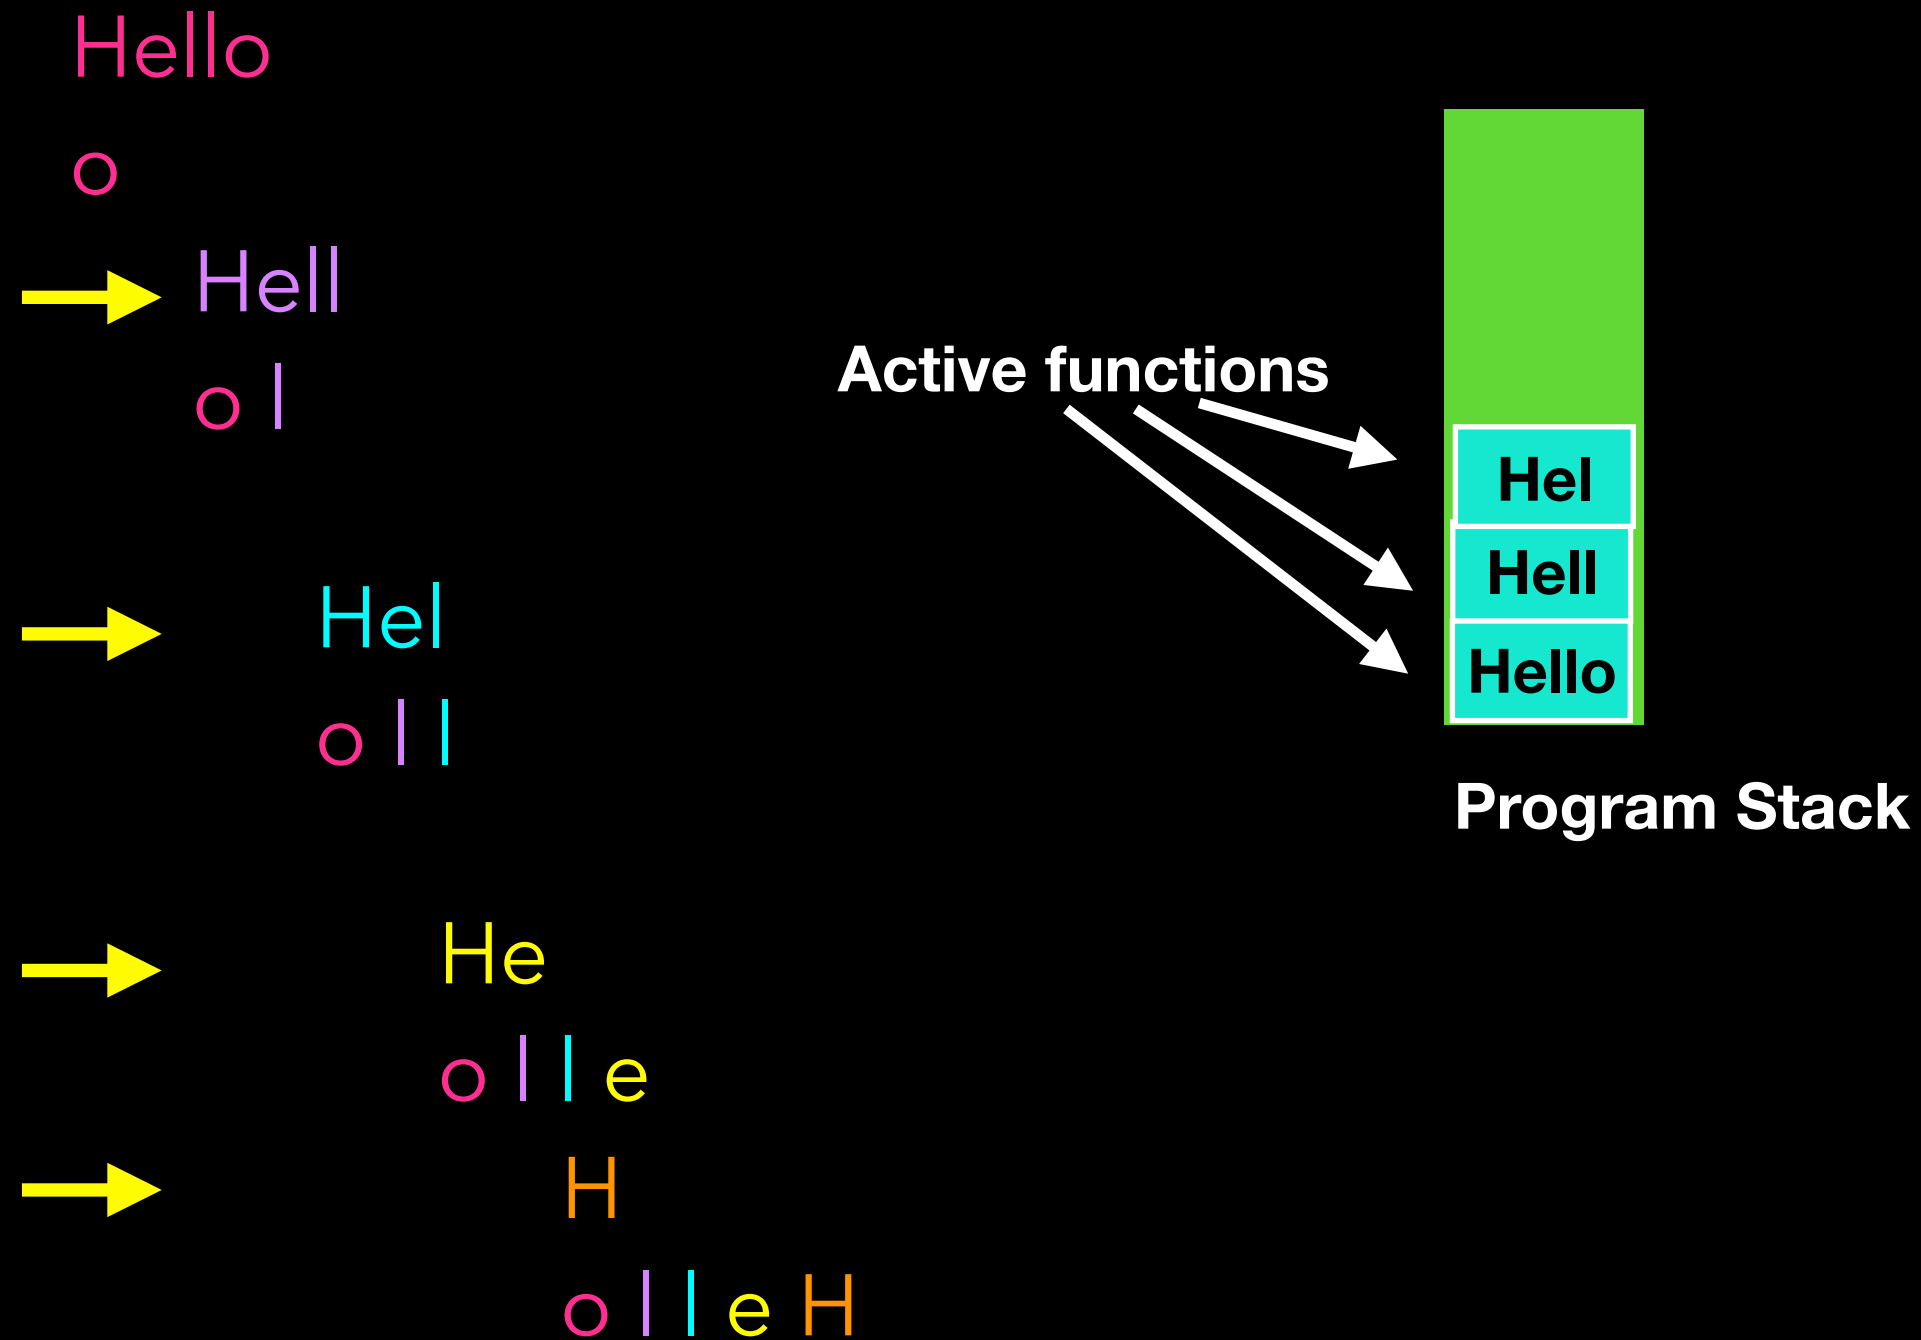 Hello
o
Hell
o l
Hel
o l l
He
o l l e
H
o l l e H
Active functions
Hel
Hell
Hello
Program Stack